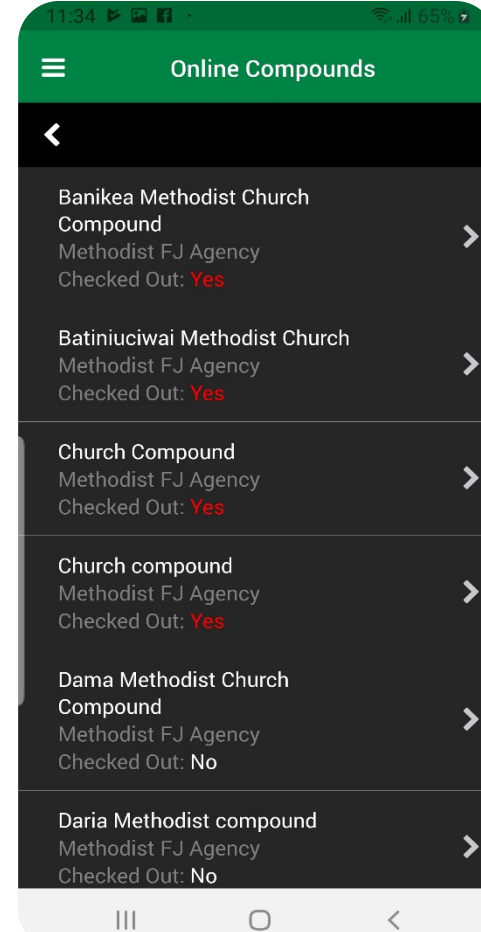 11:34 65%
Online Compounds
Banikea Methodist Church
Compound
Methodist FJ Agency
Checked Out: Yes
Batiniuciwai Methodist Church
Methodist FJ Agency
Checked Out: Yes
Church Compound
Methodist FJ Agency
Checked Out: Yes
Church compound
Methodist FJ Agency
Checked Out: Yes
Dama Methodist Church
Compound
Methodist FJ Agency
Checked Out: No
Daria Methodist compound
Methodist FJ Agency
Checked Out: No